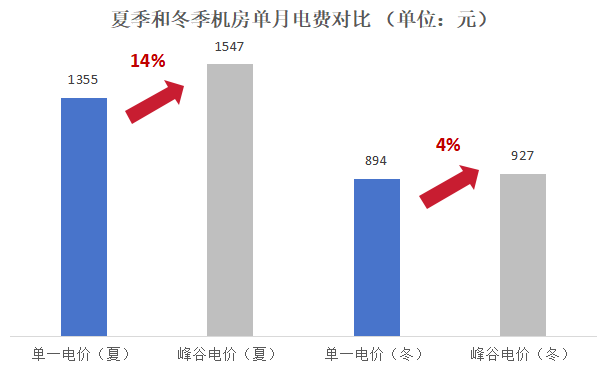 夏季和冬季机房单月电费对比（单位：元）
14%
1355
1547
4%
894
927
单一电价（夏）
峰谷电价（夏）
单一电价（冬）
峰谷电价（冬）